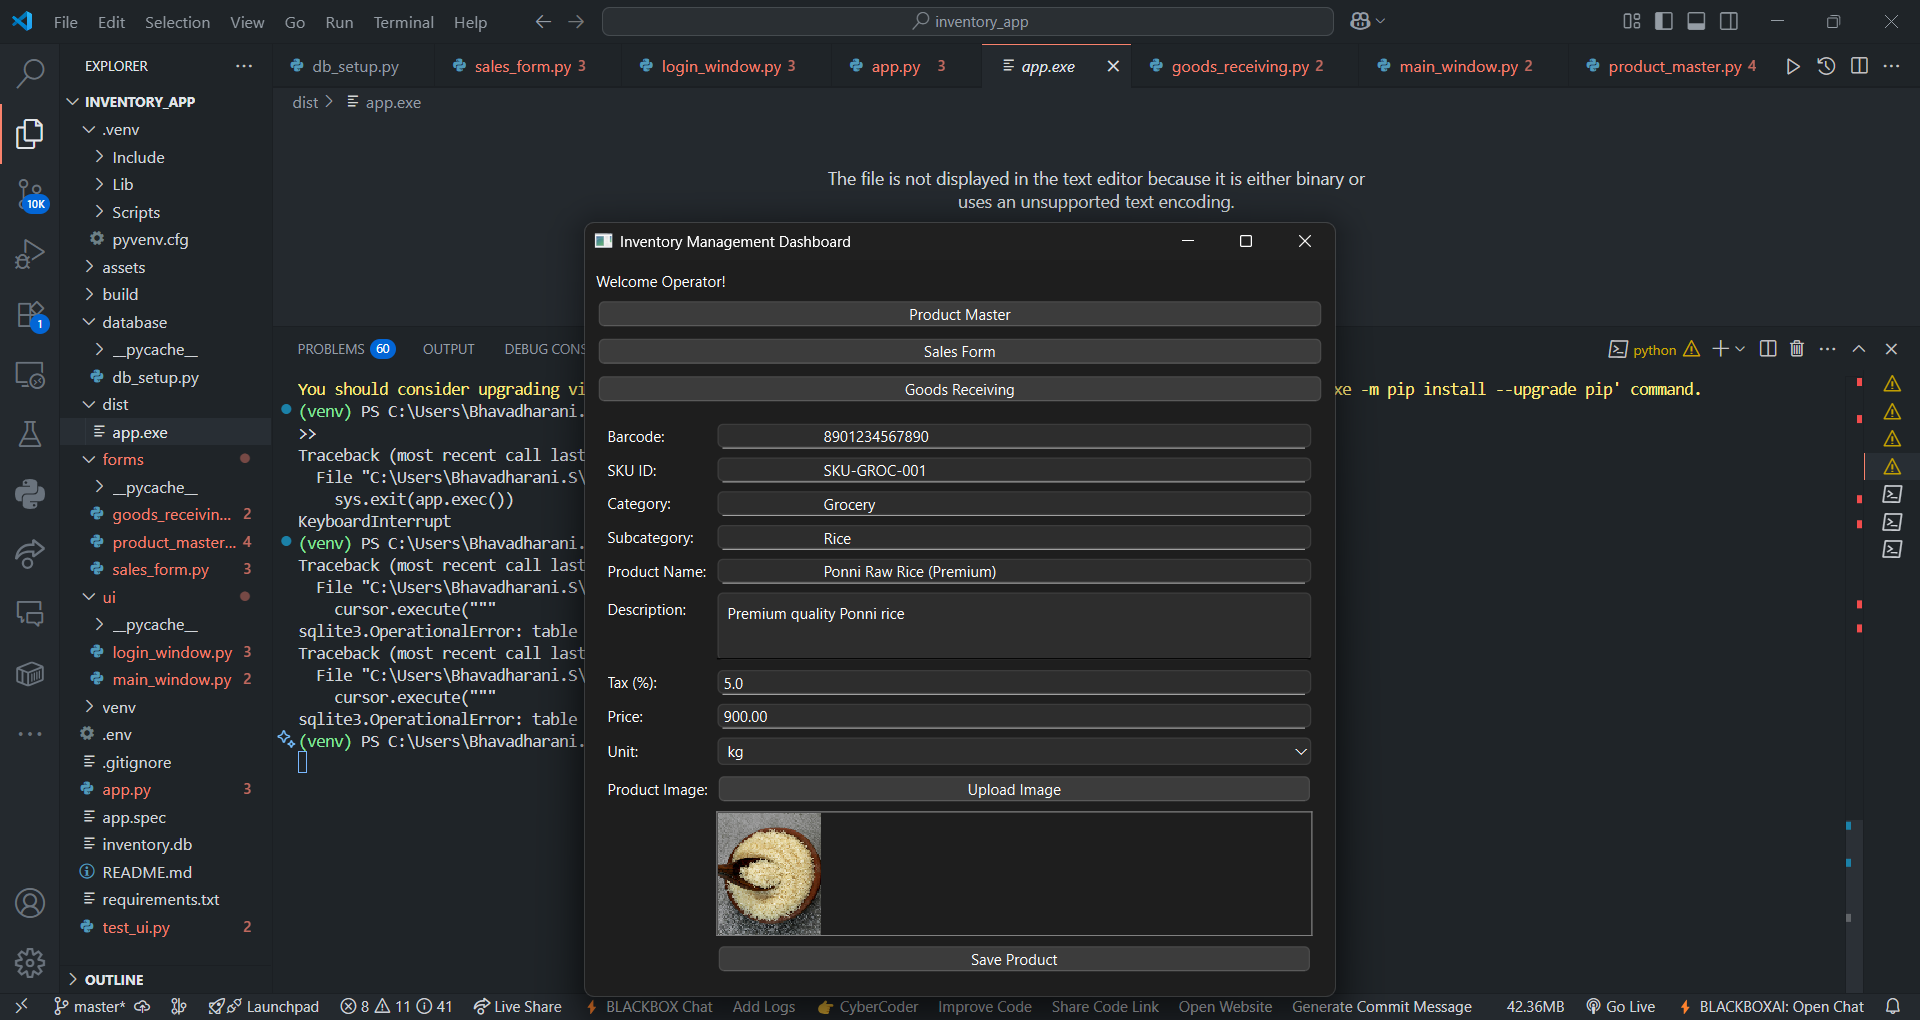 File Edit Selection View Go Run Terminal Help
inventory_app
EXPLORER
INVENTORY_APP
.venv
Include
Lib
Scripts
pyvenv.cfg
assets
build
database
__pycache__
db_setup.py
dist
app.exe
forms
__pycache__
goods_receivin... 2
product_master... 4
sales_form.py 3
ui
__pycache__
login_window.py 3
main_window.py 2
venv
.env
.gitignore
app.py 3
app.spec
inventory.db
README.md
requirements.txt
test_ui.py 2
OUTLINE
10K
1
db_setup.py
sales_form.py 3
login_window.py 3
app.py 3
app.exe
goods_receiving.py 2
main_window.py 2
product_master.py 4
dist > app.exe
The file is not displayed in the text editor because it is either binary or
uses an unsupported text encoding.
PROBLEMS 60 OUTPUT DEBUG CONS
python
You should consider upgrading vi
xe -m pip install --upgrade pip' command.
(venv) PS C:\Users\Bhavadharani.
>>
Traceback (most recent call last
File "C:\Users\Bhavadharani.S\
sys.exit(app.exec())
KeyboardInterrupt
(venv) PS C:\Users\Bhavadharani.
Traceback (most recent call last
File "C:\Users\Bhavadharani.S\
cursor.execute("""
sqlite3.OperationalError: table
Traceback (most recent call last
File "C:\Users\Bhavadharani.S\
cursor.execute("""
sqlite3.OperationalError: table
(venv) PS C:\Users\Bhavadharani.
Inventory Management Dashboard
Welcome Operator!
Product Master
Sales Form
Goods Receiving
Barcode: 8901234567890
SKU ID: SKU-GROC-001
Category: Grocery
Subcategory: Rice
Product Name: Ponni Raw Rice (Premium)
Description: Premium quality Ponni rice
Tax (%): 5.0
Price: 900.00
Unit: kg
Product Image: Upload Image
Save Product
master* Launchpad 8 11 41 Live Share BLACKBOX Chat Add Logs CyberCoder Improve Code Share Code Link Open Website Generate Commit Message 42.36MB Go Live BLACKBOXAI: Open Chat